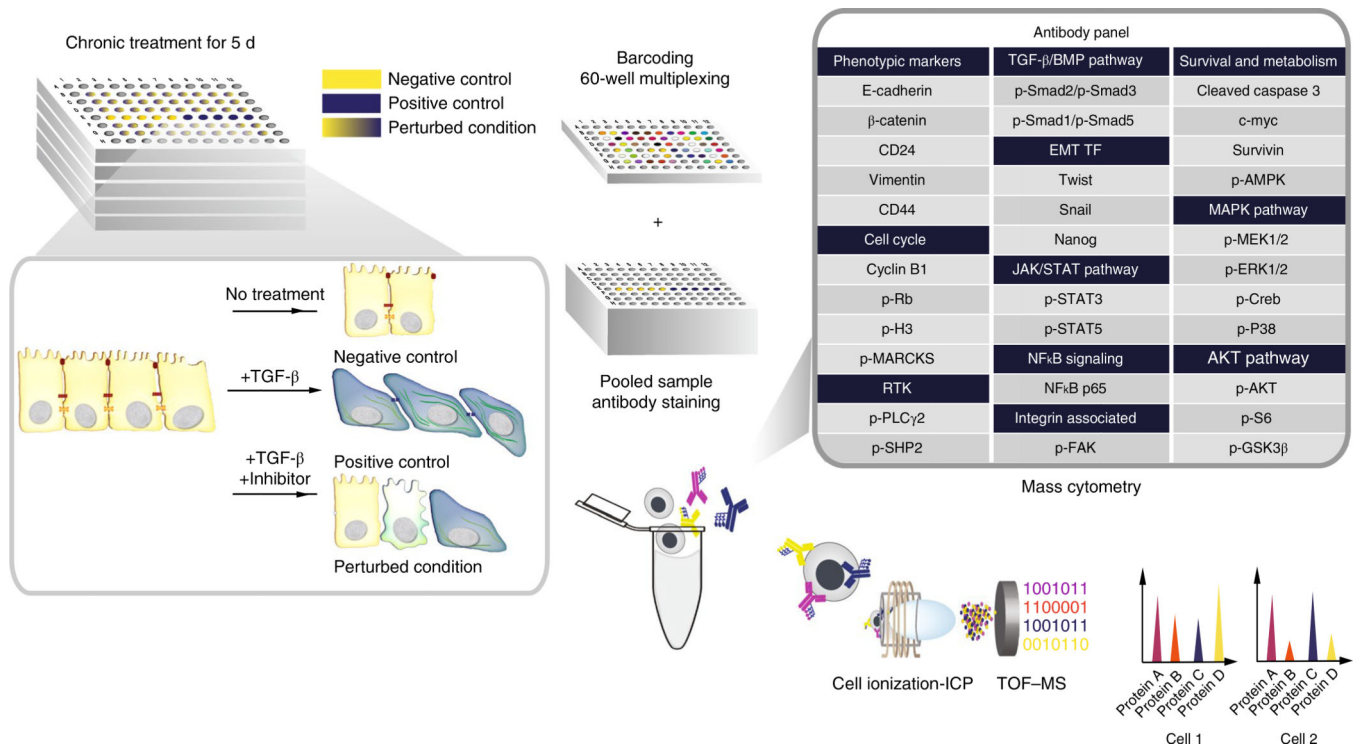 Chronic treatment for 5 d
Negative control
Positive control
Perturbed condition
Barcoding
60-well multiplexing
+
Pooled sample
antibody staining
No treatment
Negative control
+TGF-β
Positive control
+TGF-β
+Inhibitor
Perturbed condition
Antibody panel
Phenotypic markers TGF-β/BMP pathway Survival and metabolism
E-cadherin p-Smad2/p-Smad3 Cleaved caspase 3
β-catenin p-Smad1/p-Smad5 c-myc
CD24 EMT TF Survivin
Vimentin Twist p-AMPK
CD44 Snail MAPK pathway
Cell cycle Nanog p-MEK1/2
Cyclin B1 JAK/STAT pathway p-ERK1/2
p-Rb p-STAT3 p-Creb
p-H3 p-STAT5 p-P38
p-MARCKS NFκB signaling AKT pathway
RTK NFκB p65 p-AKT
p-PLCγ2 Integrin associated p-S6
p-SHP2 p-FAK p-GSK3β
Mass cytometry
1001011
1100001
1001011
0010110
Cell ionization-ICP TOF–MS
Protein A Protein B Protein C Protein D
Cell 1
Protein A Protein B Protein C Protein D
Cell 2